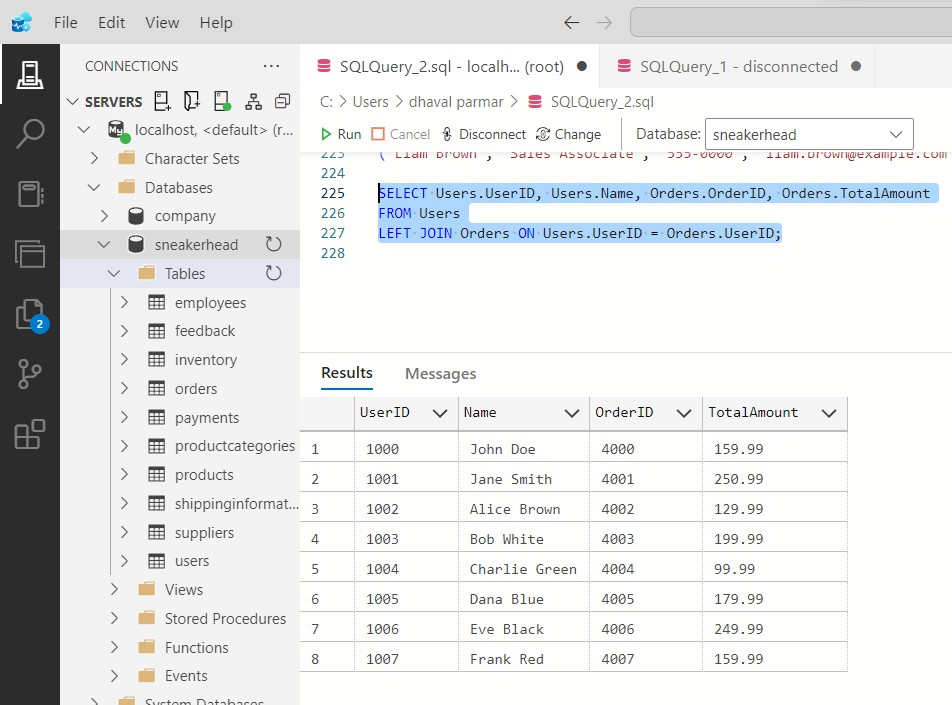 File Edit View Help
CONNECTIONS
SERVERS
localhost, <default> (r...
Character Sets
Databases
company
sneakerhead
Tables
employees
feedback
inventory
orders
payments
productcategories
products
shippinginformat...
suppliers
users
Views
Stored Procedures
Functions
Events
System Databases
2
SQLQuery_2.sql - localh... (root)
SQLQuery_1 - disconnected
C: > Users > dhaval parmar > SQLQuery_2.sql
Run Cancel Disconnect Change Database: sneakerhead
223 ('Liam Brown', 'Sales Associate', '555-0000', 'liam.brown@example.com
224
225 SELECT Users.UserID, Users.Name, Orders.OrderID, Orders.TotalAmount
226 FROM Users
227 LEFT JOIN Orders ON Users.UserID = Orders.UserID;
228
Results Messages
UserID Name OrderID TotalAmount
1 1000 John Doe 4000 159.99
2 1001 Jane Smith 4001 250.99
3 1002 Alice Brown 4002 129.99
4 1003 Bob White 4003 199.99
5 1004 Charlie Green 4004 99.99
6 1005 Dana Blue 4005 179.99
7 1006 Eve Black 4006 249.99
8 1007 Frank Red 4007 159.99